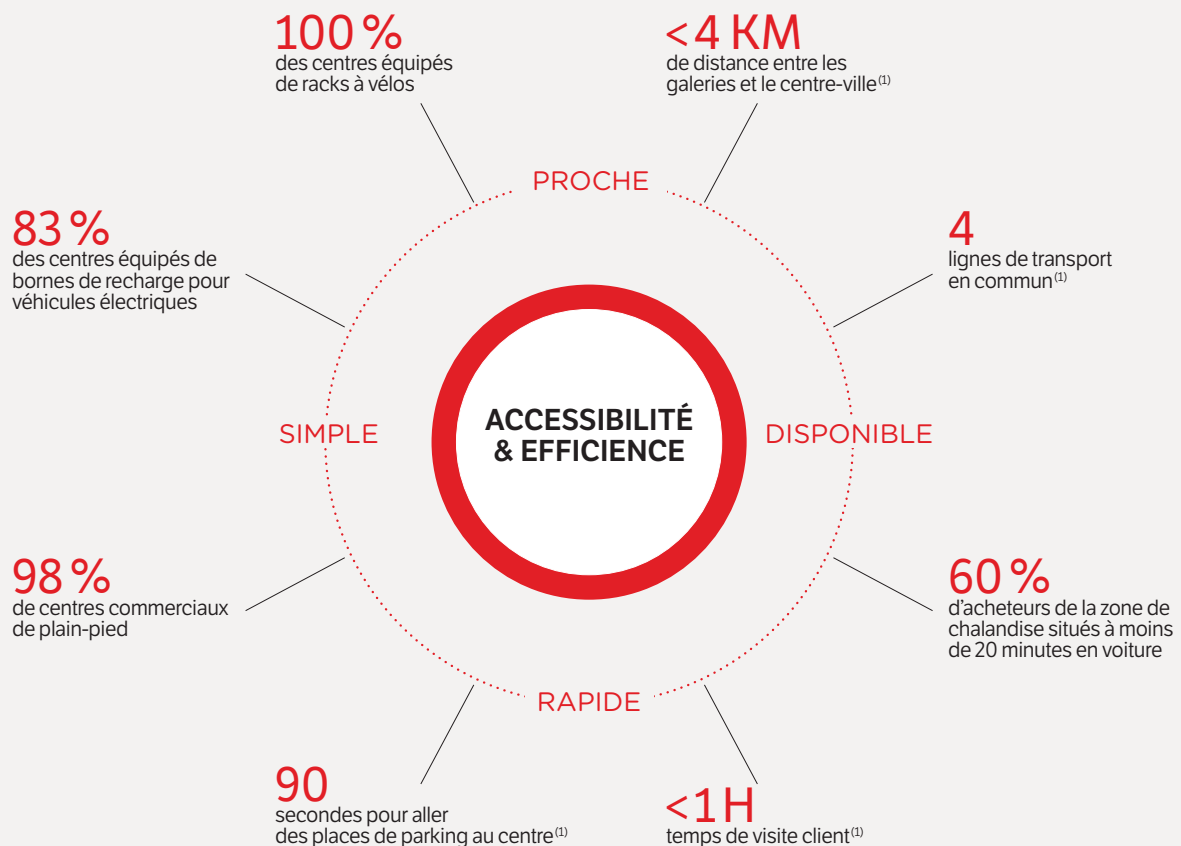 100 %
des centres équipés
de racks à vélos
< 4 KM
de distance entre les
galeries et le centre-ville(1)
PROCHE
83 %
des centres équipés de
bornes de recharge pour
véhicules électriques
4
lignes de transport
en commun(1)
ACCESSIBILITÉ
& EFFICIENCE
SIMPLE
DISPONIBLE
98 %
de centres commerciaux
de plain-pied
60 %
d’acheteurs de la zone de
chalandise situés à moins
de 20 minutes en voiture
RAPIDE
90
secondes pour aller
des places de parking au centre(1)
< 1 H
temps de visite client(1)